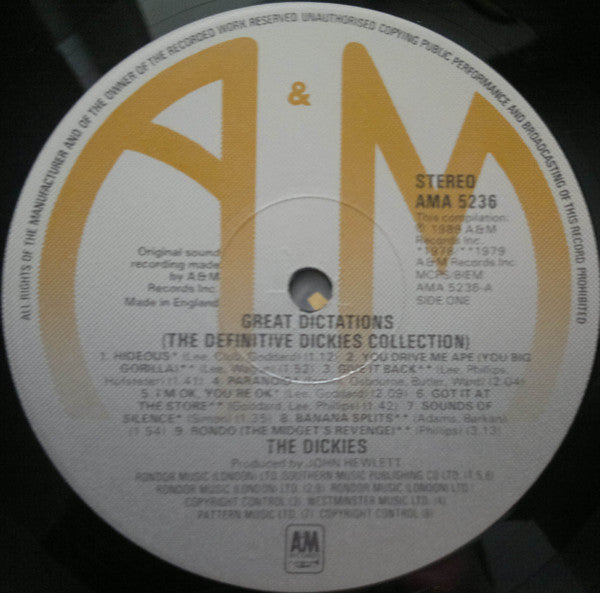 ALL RIGHTS OF THE MANUFACTURER AND OF THE OWNER OF THE RECORDED WORK RESERVED. UNAUTHORISED COPYING PUBLIC PERFORMANCE AND BROADCASTING OF THIS RECORD PROHIBITED
A & M
STEREO
AMA 5236
This compilation:
℗ 1989 A&M
Records Inc.
*1978 **1979
A&M Records Inc.
MCPS/BIEM
AMA 5236-A
SIDE ONE
Original sound
recording made
by A&M
Records Inc.
Made in England
GREAT DICTATIONS
(THE DEFINITIVE DICKIES COLLECTION)
1. HIDEOUS* (Lee, Club, Goddard) (1.12) 2. YOU DRIVE ME APE (YOU BIG
GORILLA)* (Lee, (1.52) 3. GIVE IT BACK** (Lee, Phillips,
(1.41) 4. PARANOID Osbourne, Butler, Ward) (2.04)
5. I'M OK, YOU'RE OK* (Lee, Goddard) (2.09) 6. GOT IT AT
THE STORE** (Goddard, Lee, Phillips) (1.42) 7. SOUNDS OF
SILENCE* (Simon) (1.35) 8. BANANA SPLITS** (Adams, Barkan)
(1.54) 9. RONDO (THE MIDGET'S REVENGE)** (Phillips) (3.13)
THE DICKIES
Produced by JOHN HEWLETT
RONDOR MUSIC (LONDON) LTD./SOUTHERN MUSIC PUBLISHING CO LTD. (1,5,6)
RONDOR MUSIC (LONDON) LTD. (2,9) RONDOR MUSIC (LONDON) LTD./
COPYRIGHT CONTROL (3) WESTMINSTER MUSIC LTD. (4)
PATTERN MUSIC LTD. (7) COPYRIGHT CONTROL (8)
A&M
RECORDS